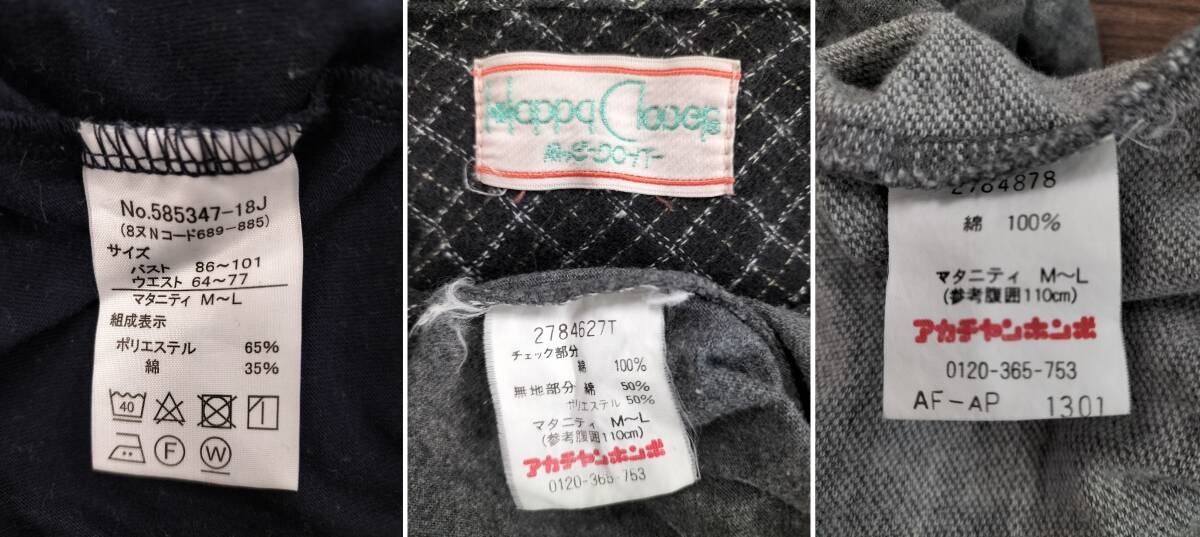 No.585347-18J
(8ヌNコード689-885)
サイズ
バスト 86~101
ウエスト 64~77
マタニティ M~L
組成表示
ポリエステル 65%
綿 35%
40
F
W
2784627T
チェック部分
綿 100%
無地部分 綿 50%
ポリエステル 50%
マタニティ M~L
(参考腹囲110cm)
アカチャンホンポ
0120-365-753
2784878
綿 100%
マタニティ M~L
(参考腹囲110cm)
アカチャンホンポ
0120-365-753
AF-AP 1301